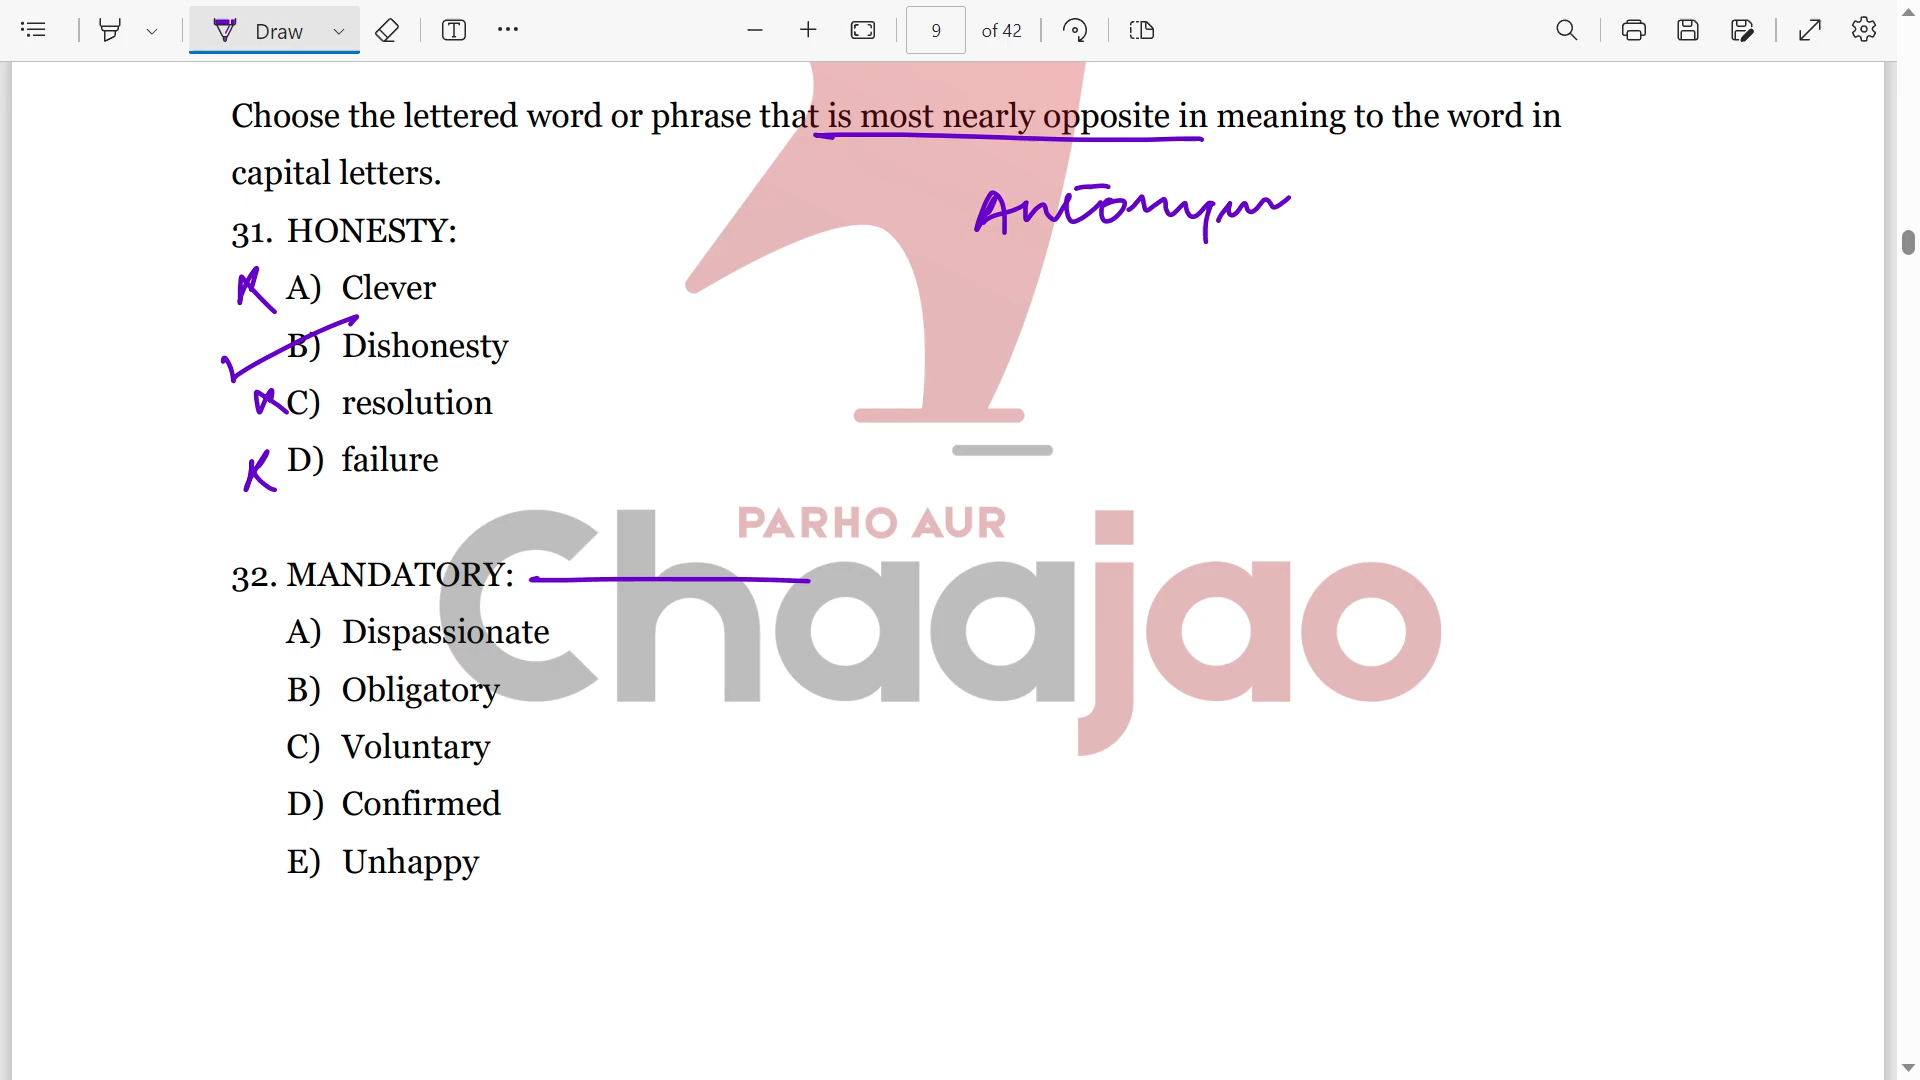 Draw
9 of 42
Choose the lettered word or phrase that is most nearly opposite in meaning to the word in
capital letters.
Antonym
31. HONESTY:
A) Clever
B) Dishonesty
C) resolution
D) failure
PARHO AUR
Chaajao
32. MANDATORY:
A) Dispassionate
B) Obligatory
C) Voluntary
D) Confirmed
E) Unhappy